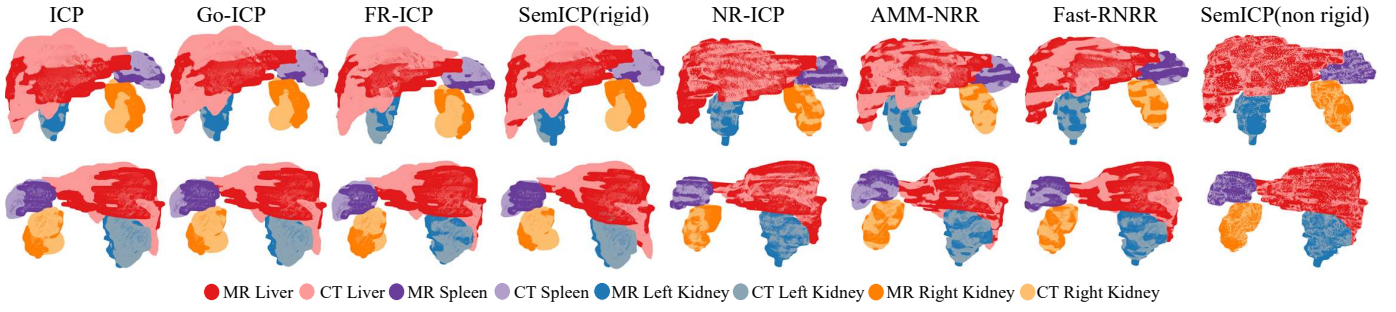 ICP Go-ICP FR-ICP SemICP(rigid) NR-ICP AMM-NRR Fast-RNRR SemICP(non rigid)
MR Liver CT Liver MR Spleen CT Spleen MR Left Kidney CT Left Kidney MR Right Kidney CT Right Kidney